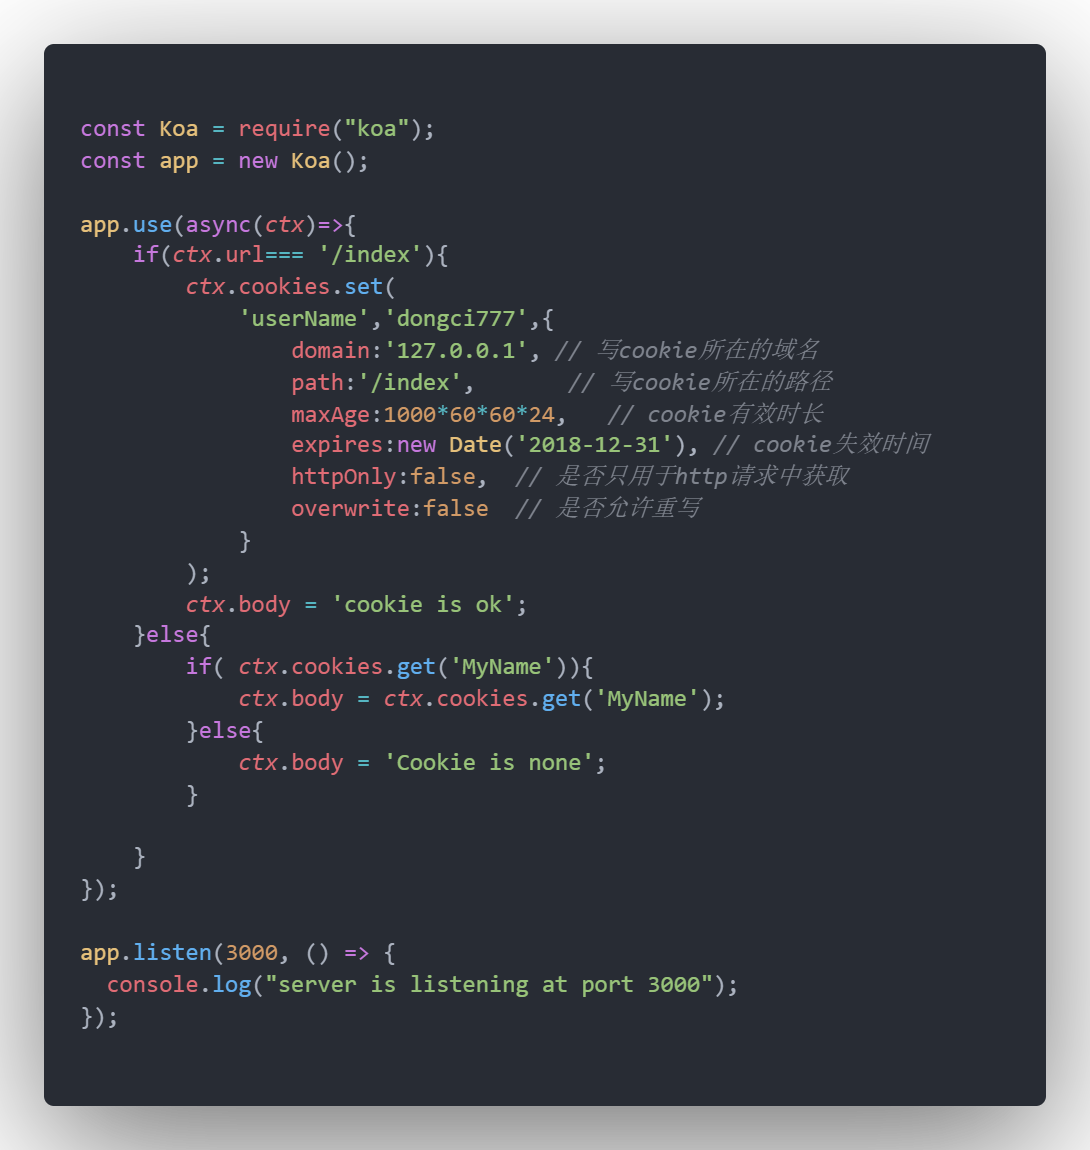 const Koa = require("koa");
const app = new Koa();

app.use(async(ctx)=>{
    if(ctx.url=== '/index'){
        ctx.cookies.set(
            'userName','dongci777',{
                domain:'127.0.0.1', // 写cookie所在的域名
                path:'/index',       // 写cookie所在的路径
                maxAge:1000*60*60*24,   // cookie有效时长
                expires:new Date('2018-12-31'), // cookie失效时间
                httpOnly:false,  // 是否只用于http请求中获取
                overwrite:false  // 是否允许重写
            }
        );
        ctx.body = 'cookie is ok';
    }else{
        if( ctx.cookies.get('MyName')){
            ctx.body = ctx.cookies.get('MyName');
        }else{
            ctx.body = 'Cookie is none';
        }

    }
});

app.listen(3000, () => {
  console.log("server is listening at port 3000");
});